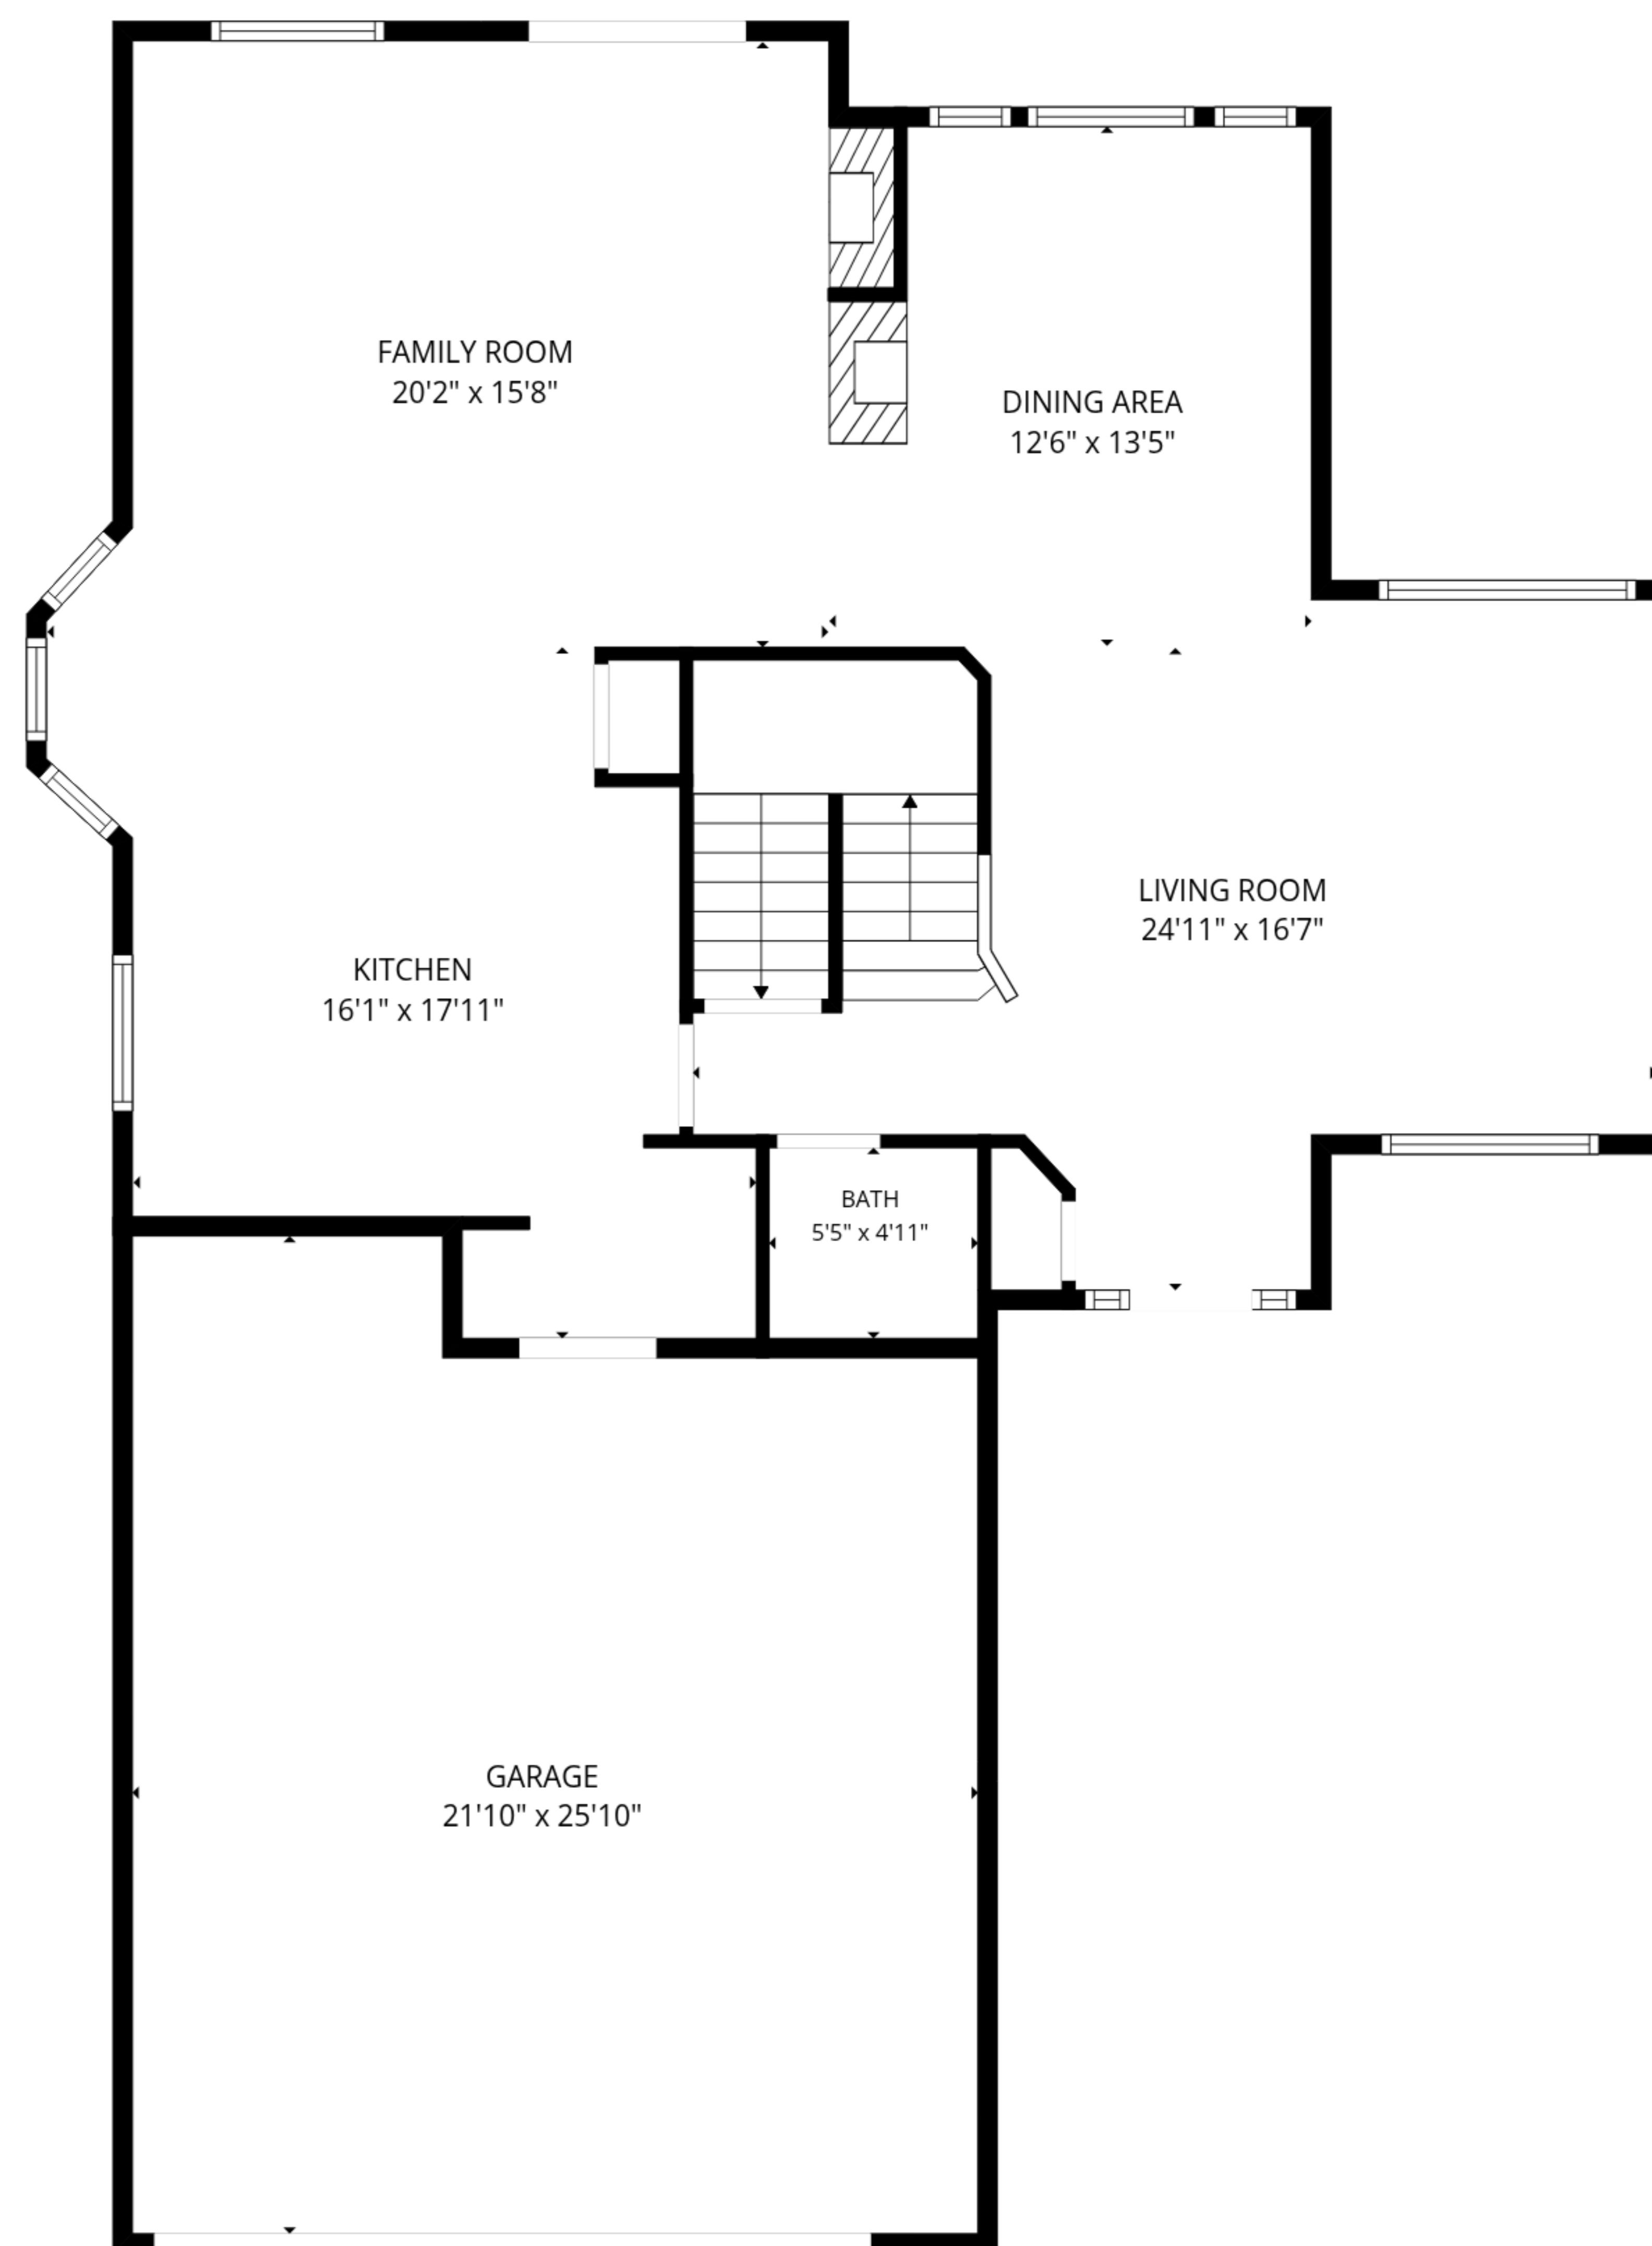 FAMILY ROOM
20'2" x 15'8"
DINING AREA
12'6" x 13'5"
LIVING ROOM
24'11" x 16'7"
KITCHEN
16'1" x 17'11"
BATH
5'5" x 4'11"
GARAGE
21'10" x 25'10"